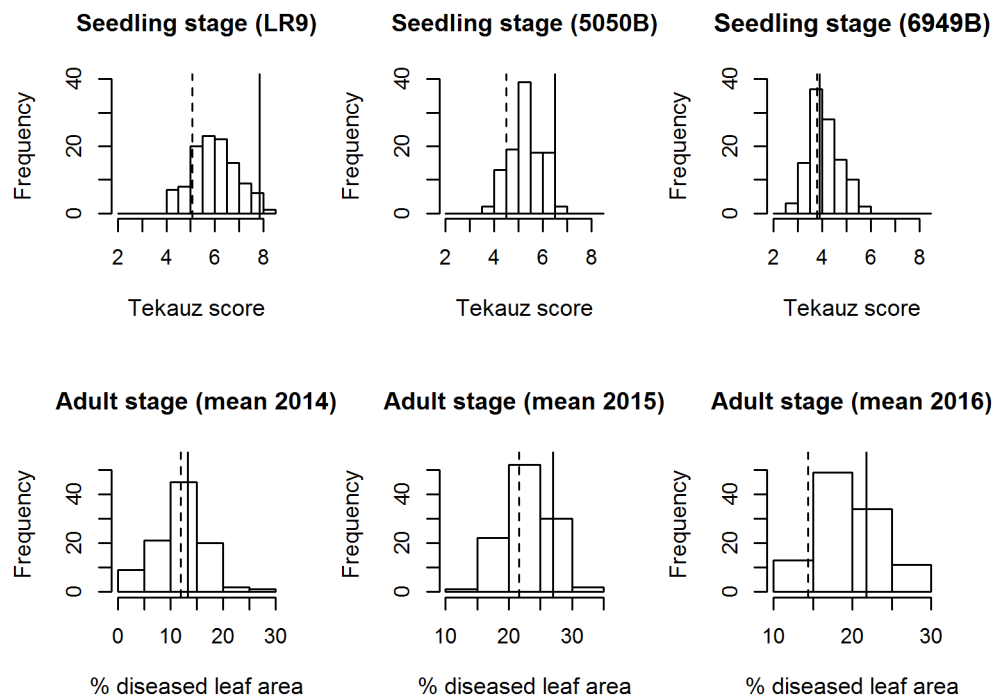 Seedling stage (LR9)
Seedling stage (5050B)
Seedling stage (6949B)
Frequency
0 20 40
2 4 6 8
Tekauz score
Frequency
0 20 40
2 4 6 8
Tekauz score
Frequency
0 20 40
2 4 6 8
Tekauz score
Adult stage (mean 2014)
Adult stage (mean 2015)
Adult stage (mean 2016)
Frequency
0 20 40
0 10 20 30
% diseased leaf area
Frequency
0 20 40
10 20 30
% diseased leaf area
Frequency
0 20 40
10 20 30
% diseased leaf area